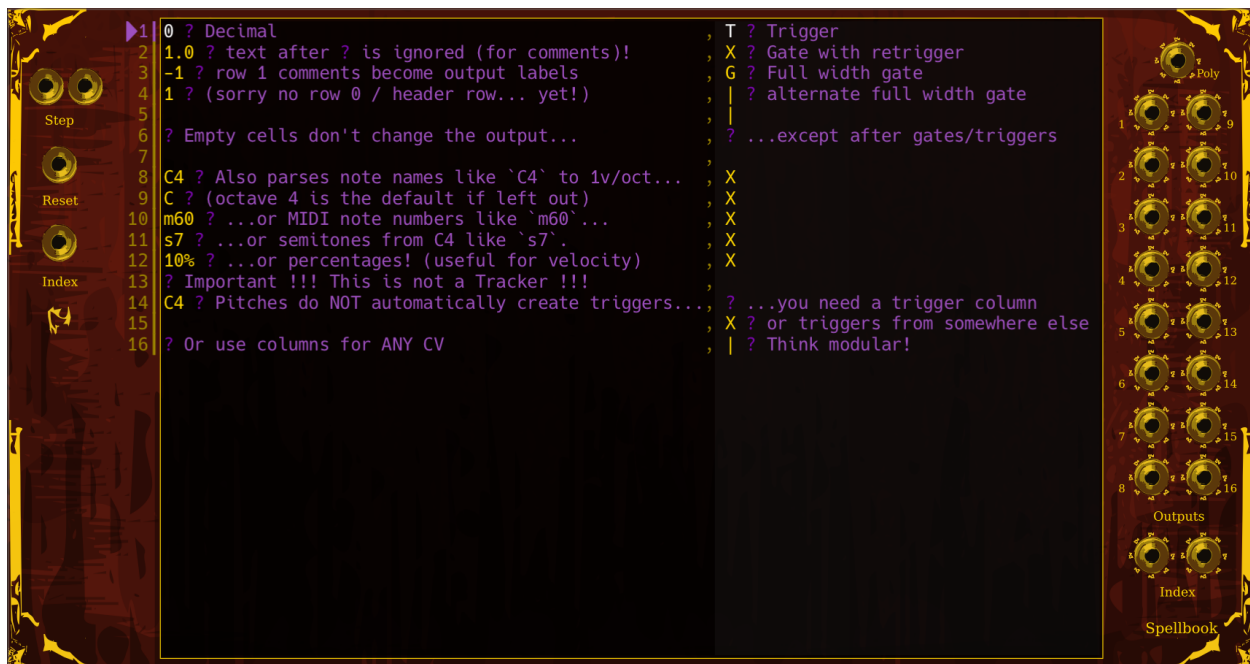 Step
Reset
Index
1 0 ? Decimal , T ? Trigger
2 1.0 ? text after ? is ignored (for comments)! , X ? Gate with retrigger
3 -1 ? row 1 comments become output labels , G ? Full width gate
4 1 ? (sorry no row 0 / header row... yet!) , | ? alternate full width gate
5 , |
6 ? Empty cells don't change the output... , ? ...except after gates/triggers
7 ,
8 C4 ? Also parses note names like `C4` to 1v/oct... , X
9 C ? (octave 4 is the default if left out) , X
10 m60 ? ...or MIDI note numbers like `m60`... , X
11 s7 ? ...or semitones from C4 like `s7`. , X
12 10% ? ...or percentages! (useful for velocity) , X
13 ? Important !!! This is not a Tracker !!! ,
14 C4 ? Pitches do NOT automatically create triggers..., ? ...you need a trigger column
15 , X ? or triggers from somewhere else
16 ? Or use columns for ANY CV , | ? Think modular!
Poly
1 9
2 10
3 11
4 12
5 13
6 14
7 15
8 16
Outputs
Index
Spellbook